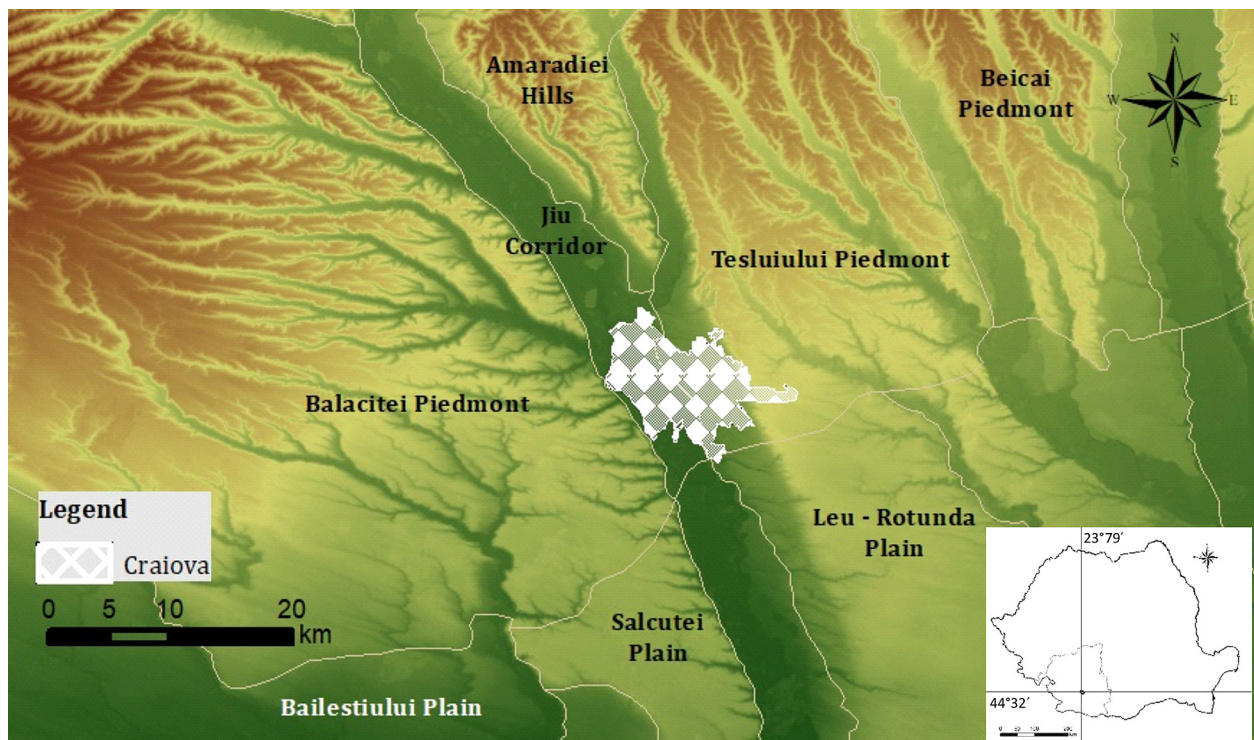 Amaradiei
Hills
Beicai
Piedmont
N
W
E
S
Jiu
Corridor
Tesluiului Piedmont
Balacitei Piedmont
Legend
Craiova
0 5 10 20
km
Leu - Rotunda
Plain
Salcutei
Plain
Bailestiului Plain
23°79´
44°32´